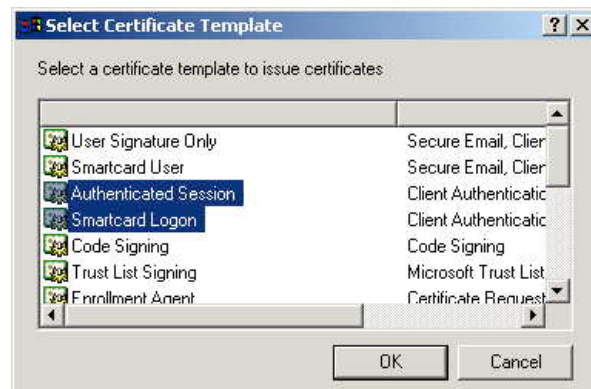 Select Certificate Template
Select a certificate template to issue certificates
User Signature Only Secure Email, Clier
Smartcard User Secure Email, Clier
Authenticated Session Client Authenticatic
Smartcard Logon Client Authenticatic
Code Signing Code Signing
Trust List Signing Microsoft Trust List
Enrollment Agent Certificate Request
OK Cancel